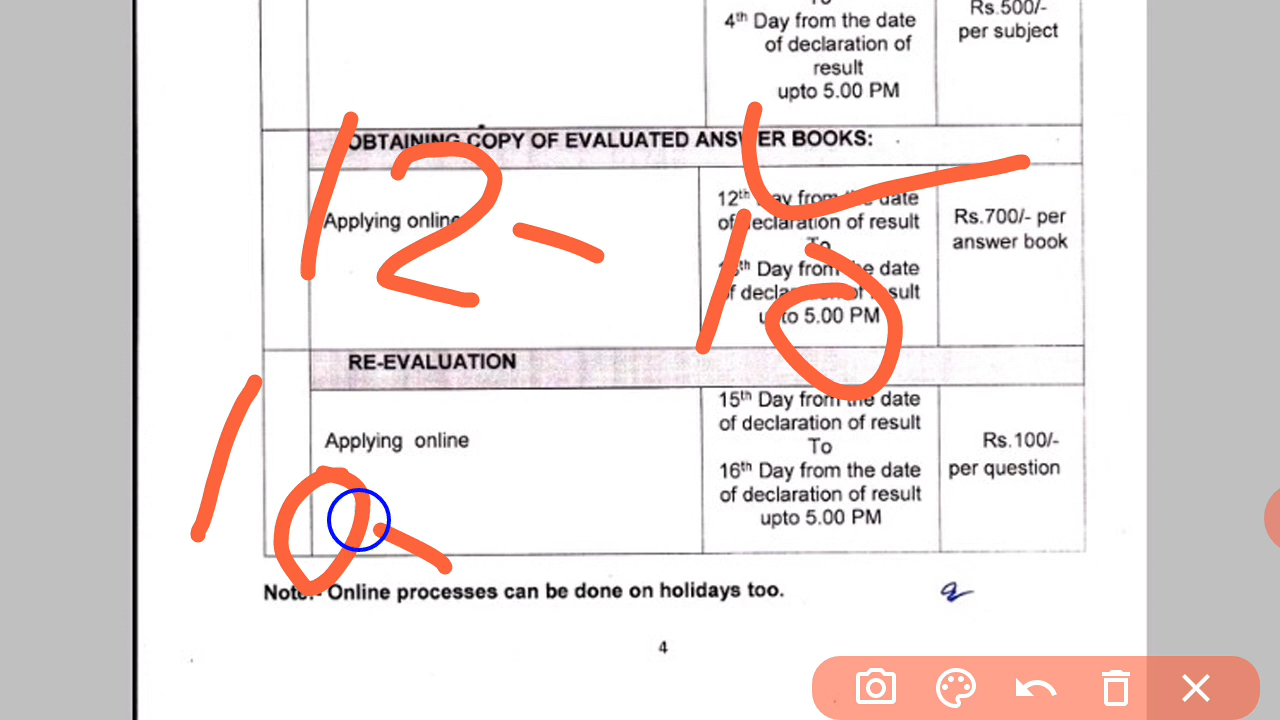 Rs.500/-
4th Day from the date
per subject
of declaration of
result
upto 5.00 PM
OBTAINING COPY OF EVALUATED ANSWER BOOKS:
12 -
12th Day from the date
Applying online
of declaration of result
Rs.700/- per
To
answer book
Day from the date
of declaration of result
upto 5.00 PM
RE-EVALUATION
15th Day from the date
of declaration of result
Applying online
To
Rs.100/-
16th Day from the date
per question
of declaration of result
upto 5.00 PM
10
Note:- Online processes can be done on holidays too.
4